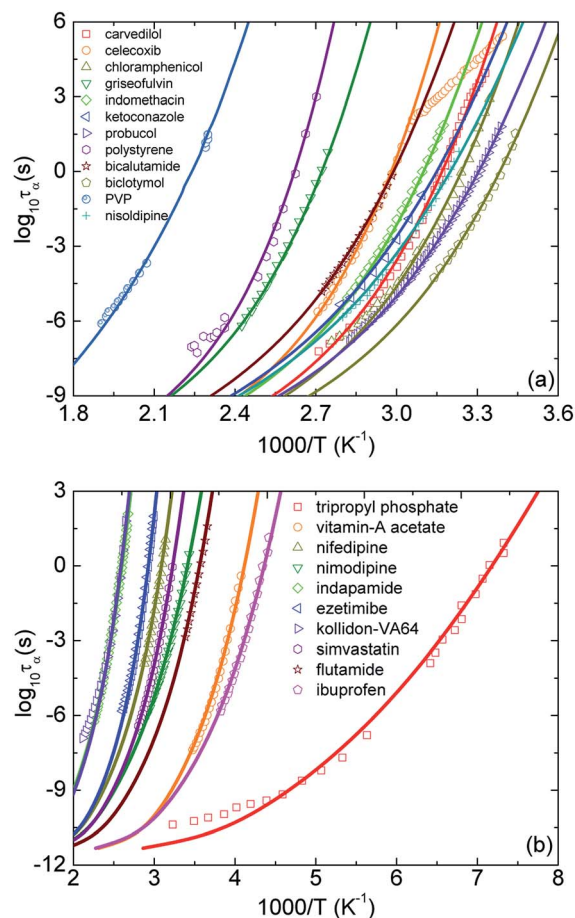 6
3
0
-3
-6
-9
log₁₀τα(s)
carvedilol
celecoxib
chloramphenicol
griseofulvin
indomethacin
ketoconazole
probucol
polystyrene
bicalutamide
biclotymol
PVP
nisoldipine
(a)
1.8 2.1 2.4 2.7 3.0 3.3 3.6
1000/T (K⁻¹)
3
0
-3
-6
-9
-12
log₁₀τα(s)
tripropyl phosphate
vitamin-A acetate
nifedipine
nimodipine
indapamide
ezetimibe
kollidon-VA64
simvastatin
flutamide
ibuprofen
(b)
2 3 4 5 6 7 8
1000/T (K⁻¹)